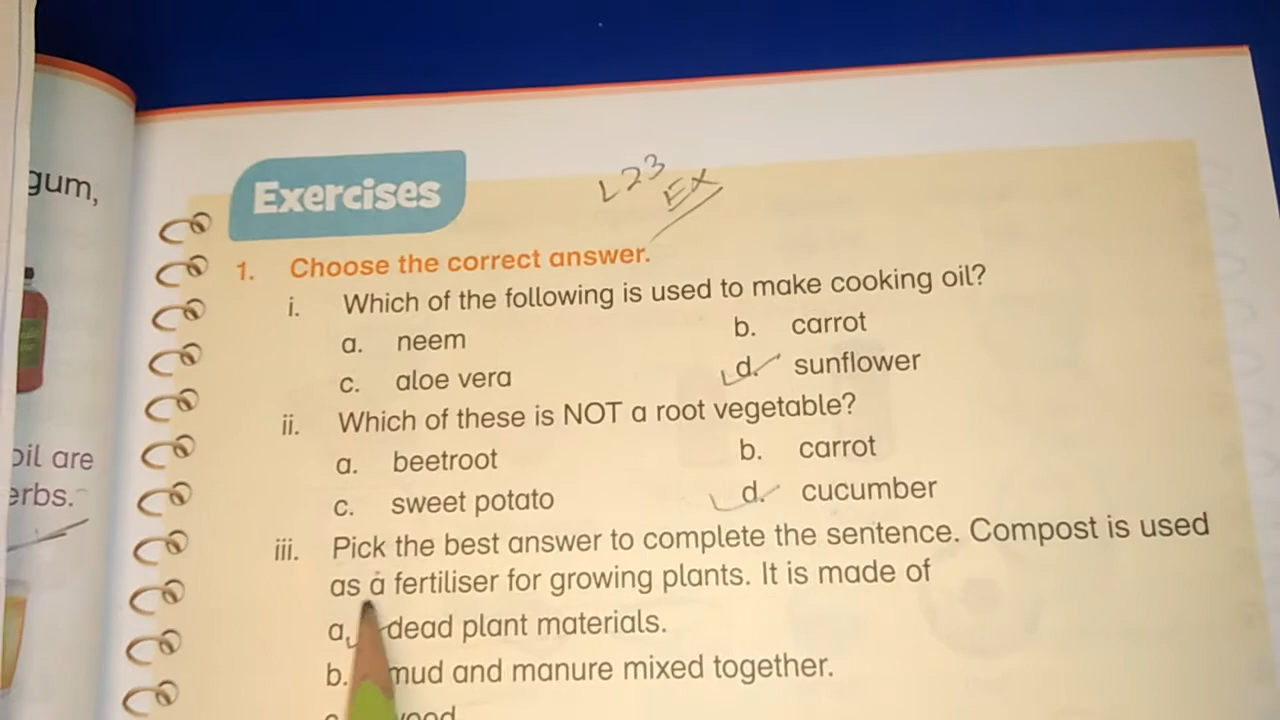 gum,
oil are
erbs.
Exercises
L23
EX
1. Choose the correct answer.
i. Which of the following is used to make cooking oil?
a. neem b. carrot
c. aloe vera d. sunflower
ii. Which of these is NOT a root vegetable?
a. beetroot b. carrot
c. sweet potato d. cucumber
iii. Pick the best answer to complete the sentence. Compost is used
as a fertiliser for growing plants. It is made of
a. dead plant materials.
b. mud and manure mixed together.